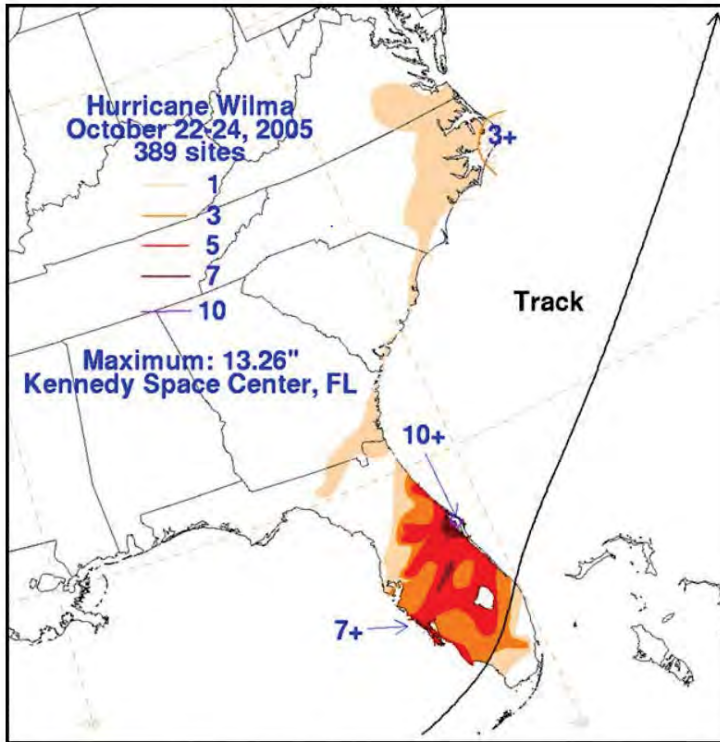 Hurricane Wilma
October 22-24, 2005
389 sites
1
3
5
7
10
Maximum: 13.26"
Kennedy Space Center, FL
3+
Track
10+
7+